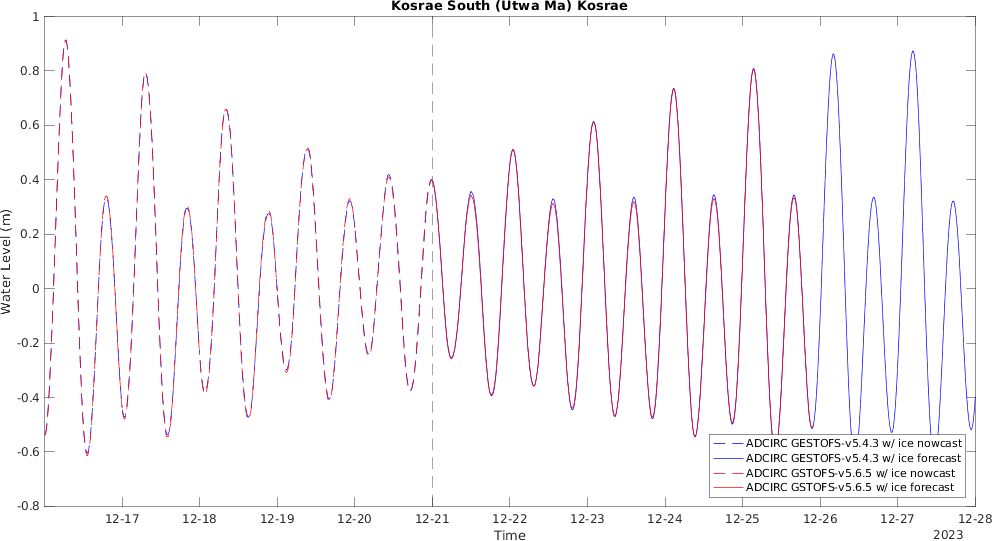 Kosrae South (Utwa Ma) Kosrae
1
0.8
0.6
0.4
0.2
0
-0.2
-0.4
-0.6
-0.8
Water Level (m)
ADCIRC GESTOFS-v5.4.3 w/ ice nowcast
ADCIRC GESTOFS-v5.4.3 w/ ice forecast
ADCIRC GSTOFS-v5.6.5 w/ ice nowcast
ADCIRC GSTOFS-v5.6.5 w/ ice forecast
12-17 12-18 12-19 12-20 12-21 12-22 12-23 12-24 12-25 12-26 12-27 12-28
Time
2023